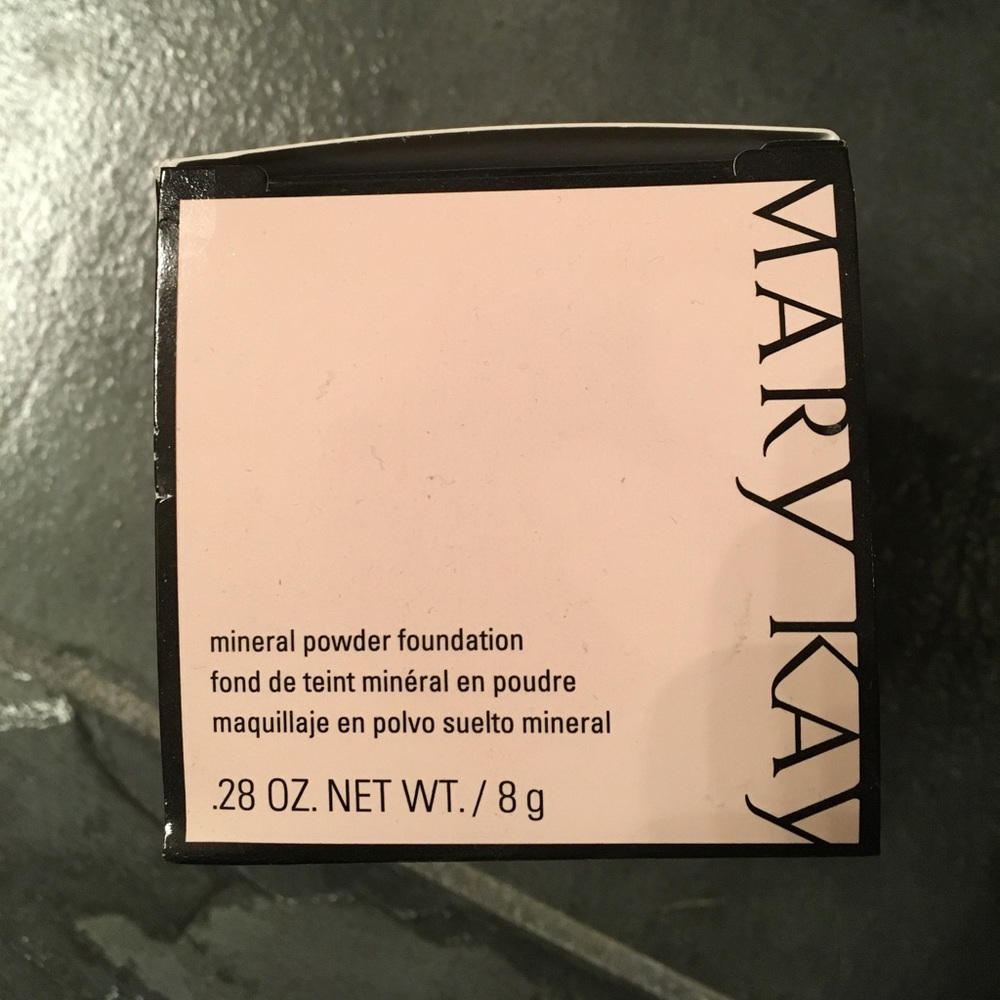 MARY KAY
mineral powder foundation
fond de teint minéral en poudre
maquillaje en polvo suelto mineral
.28 OZ. NET WT. / 8 g